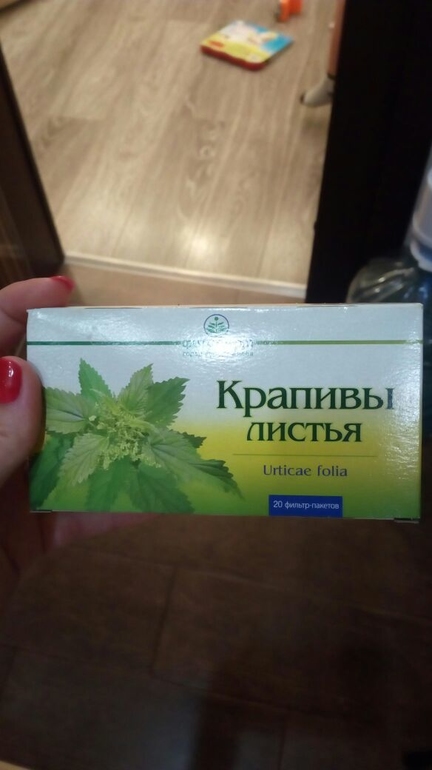 Крапивы
листья
Urticae folia
20 фильтр-пакетов